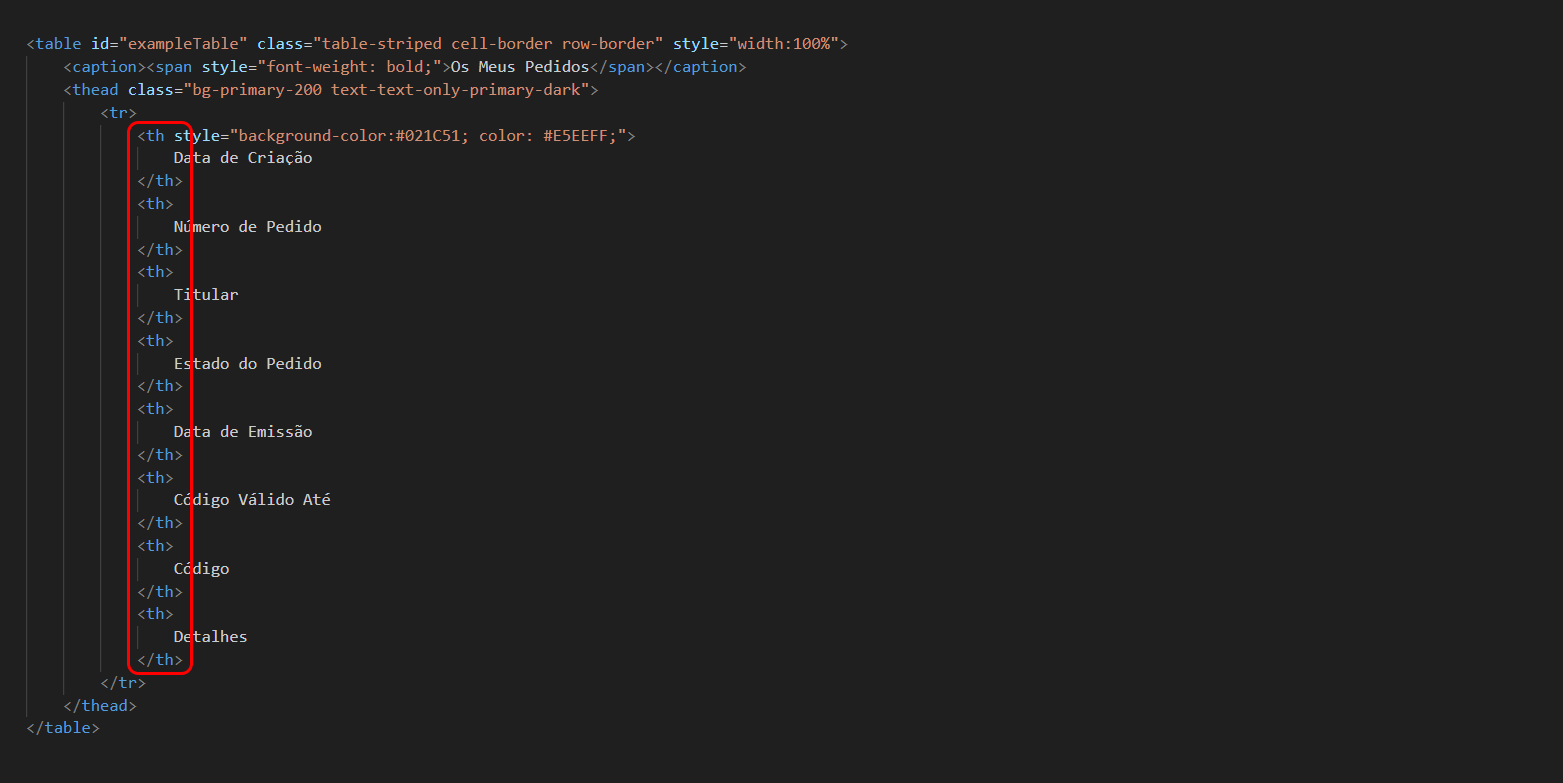 <table id="exampleTable" class="table-striped cell-border row-border" style="width:100%">
<caption><span style="font-weight: bold;">Os Meus Pedidos</span></caption>
<thead class="bg-primary-200 text-text-only-primary-dark">
<tr>
<th style="background-color:#021C51; color: #E5EEFF;">
Data de Criação
</th>
<th>
Número de Pedido
</th>
<th>
Titular
</th>
<th>
Estado do Pedido
</th>
<th>
Data de Emissão
</th>
<th>
Código Válido Até
</th>
<th>
Código
</th>
<th>
Detalhes
</th>
</tr>
</thead>
</table>